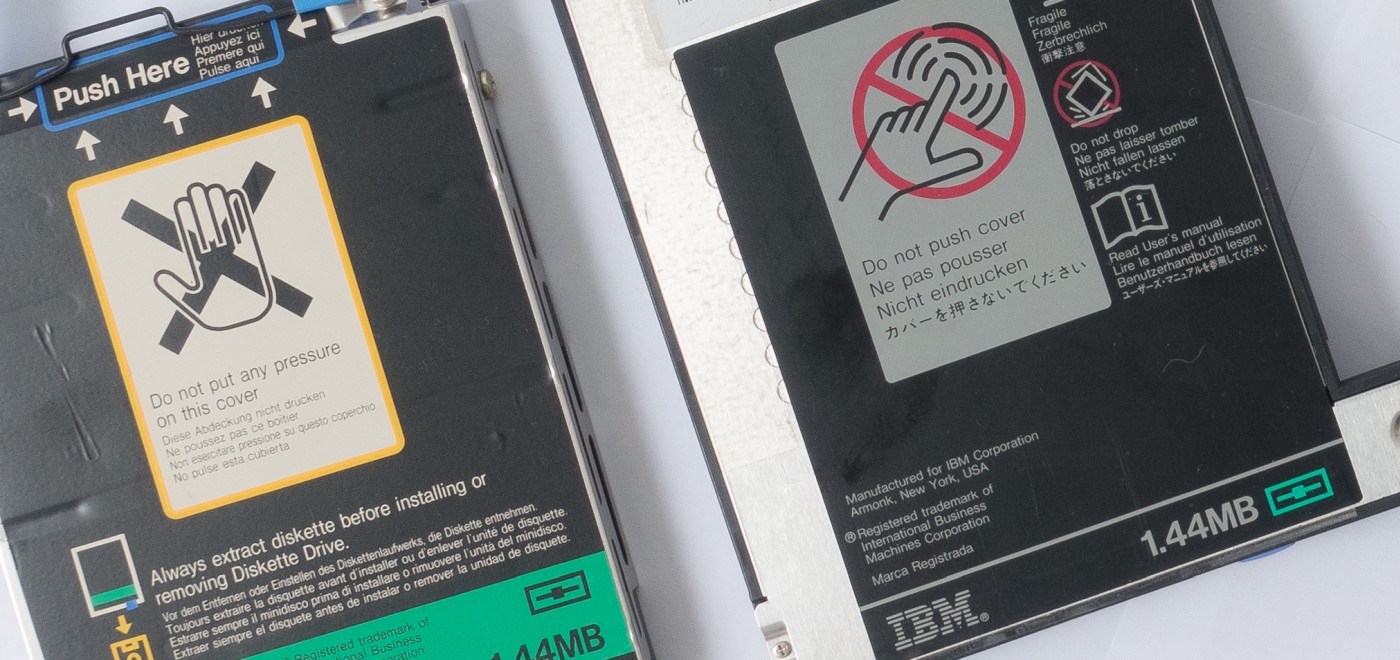 Hier drücken
Appuyez ici
Premere qui
Pulse aqui
Push Here
Do not put any pressure
on this cover
Diese Abdeckung nicht drucken
Ne poussez pas ce boitier
Non esercitare pressione su questo coperchio
No pulse esta cubierta
Always extract diskette before installing or
removing Diskette Drive.
Vor dem Entfernen oder Einstellen des Diskettenlaufwerks, die Diskette entnehmen.
Toujours extraire la disquette avant d'installer ou d'enlever l'unité de disquette.
Estrarre sempre il minidisco prima di installare o rimuovere l'unità del minidisco.
Extraer siempre el disquete antes de instalar o remover la unidad de disquete.
Registered trademark of
Business
1.44MB
Fragile
Fragile
Zerbrechlich
衝撃注意
Do not drop
Ne pas laisser tomber
Nicht fallen lassen
落とさないでください
Read User's manual
Lire le manuel d'utilisation
Benutzerhandbuch lesen
ユーザーズ・マニュアルを参照してください
Do not push cover
Ne pas pousser
Nicht eindrucken
カバーを押さないでください
Manufactured for IBM Corporation
Armonk, New York, USA
® Registered trademark of
International Business
Machines Corporation
Marca Registrada
1.44MB
IBM®